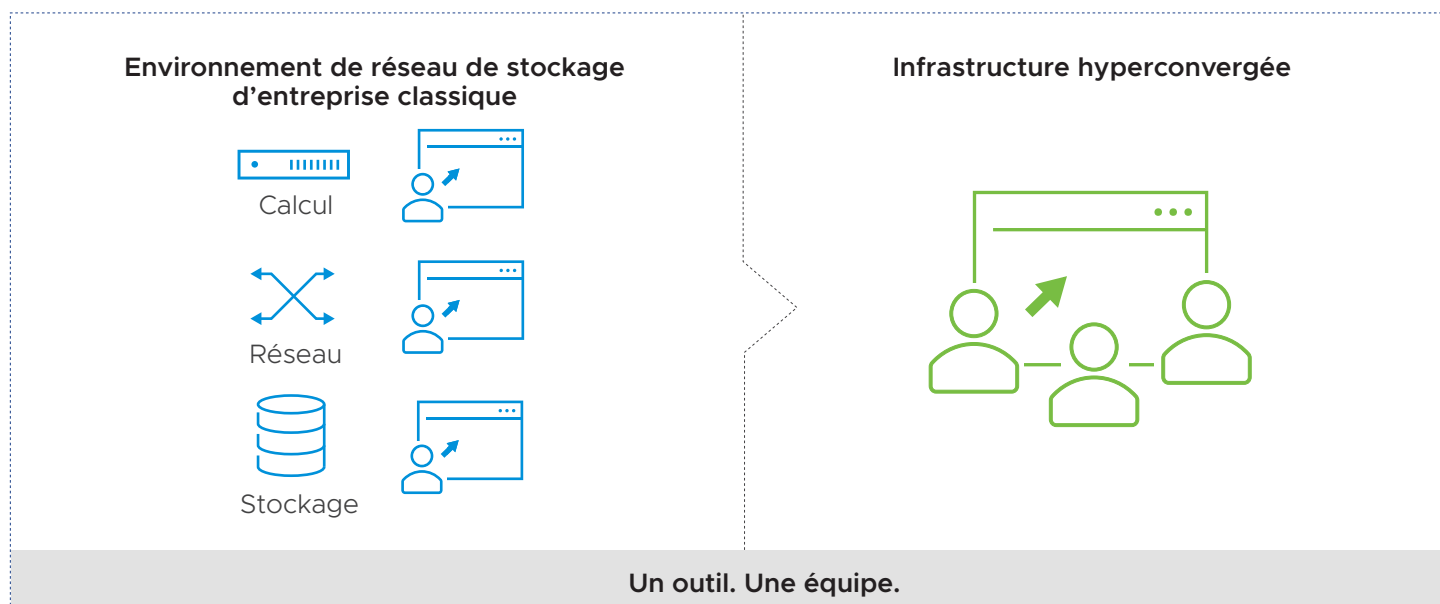 Environnement de réseau de stockage
d'entreprise classique
Calcul
Réseau
Stockage
Infrastructure hyperconvergée
Un outil. Une équipe.